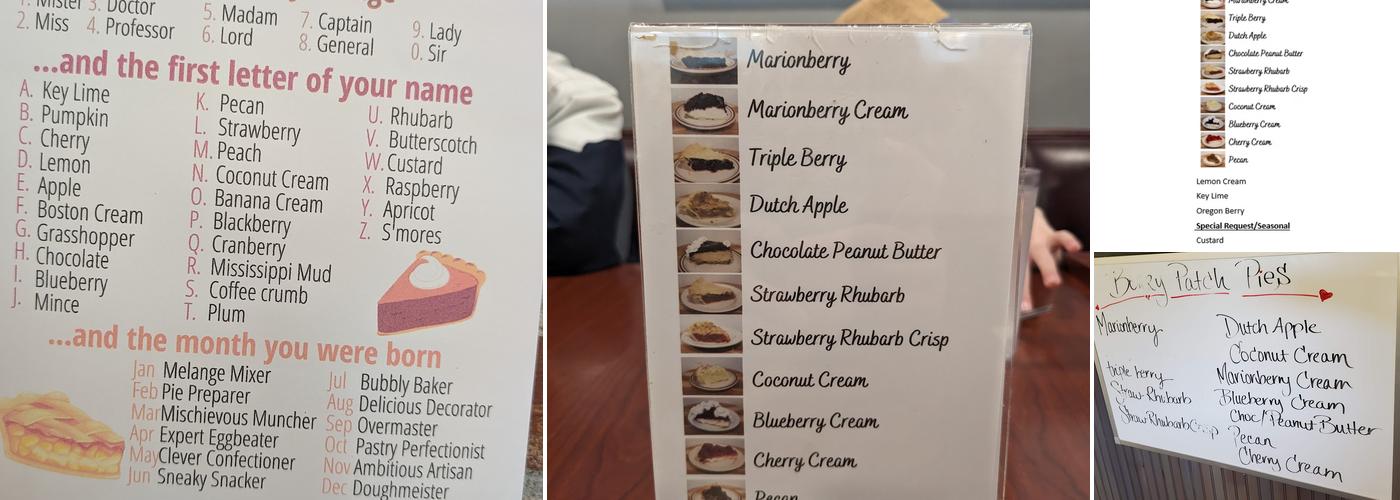 1. Mister 3. Doctor 5. Madam 7. Captain 9. Lady
2. Miss 4. Professor 6. Lord 8. General 0. Sir
...and the first letter of your name
A. Key Lime
B. Pumpkin
C. Cherry
D. Lemon
E. Apple
F. Boston Cream
G. Grasshopper
H. Chocolate
I. Blueberry
J. Mince
K. Pecan
L. Strawberry
M. Peach
N. Coconut Cream
O. Banana Cream
P. Blackberry
Q. Cranberry
R. Mississippi Mud
S. Coffee crumb
T. Plum
U. Rhubarb
V. Butterscotch
W. Custard
X. Raspberry
Y. Apricot
Z. S'mores
...and the month you were born
Jan Melange Mixer
Feb Pie Preparer
Mar Mischievous Muncher
Apr Expert Eggbeater
May Clever Confectioner
Jun Sneaky Snacker
Jul Bubbly Baker
Aug Delicious Decorator
Sep Overmaster
Oct Pastry Perfectionist
Nov Ambitious Artisan
Dec Doughmeister
Marionberry
Marionberry Cream
Triple Berry
Dutch Apple
Chocolate Peanut Butter
Strawberry Rhubarb
Strawberry Rhubarb Crisp
Coconut Cream
Blueberry Cream
Cherry Cream
Pecan
Marionberry Cream
Triple Berry
Dutch Apple
Chocolate Peanut Butter
Strawberry Rhubarb
Strawberry Rhubarb Crisp
Coconut Cream
Blueberry Cream
Cherry Cream
Pecan
Lemon Cream
Key Lime
Oregon Berry
Special Request/Seasonal
Custard
Patch Pies
Marionberry
triple berry
Straw Rhubarb
Straw Rhubarb Crisp
Dutch Apple
Coconut Cream
Marionberry Cream
Blueberry Cream
Choc/Peanut Butter
Pecan
Cherry Cream